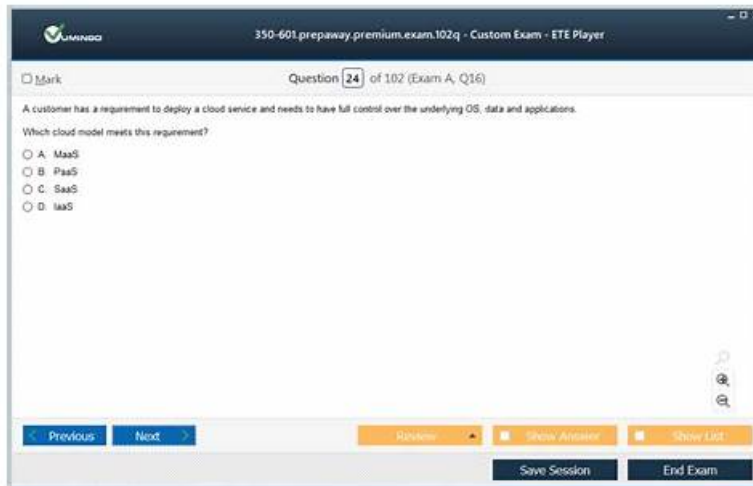 VUMINGO
350-601.prepaway.premium.exam.102q - Custom Exam - ETE Player
Mark
Question 24 of 102 (Exam A, Q16)
A customer has a requirement to deploy a cloud service and needs to have full control over the underlying OS, data and applications.
Which cloud model meets this requirement?
A. MaaS
B. PaaS
C. SaaS
D. IaaS
Previous
Next
Review
Show Answer
Show List
Save Session
End Exam